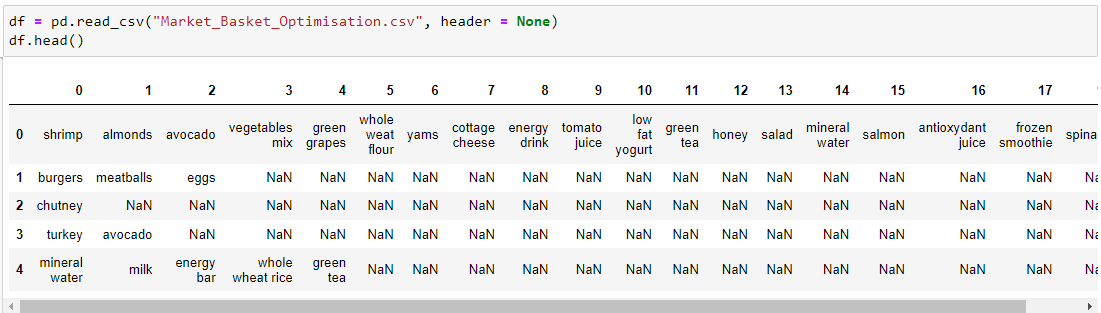 df = pd.read_csv("Market_Basket_Optimisation.csv", header = None)
df.head()
0 1 2 3 4 5 6 7 8 9 10 11 12 13 14 15 16 17
0 shrimp almonds avocado vegetables mix green grapes whole weat flour yams cottage cheese energy drink tomato juice low fat yogurt green tea honey salad mineral water salmon antioxydant juice frozen smoothie spina
1 burgers meatballs eggs NaN NaN NaN NaN NaN NaN NaN NaN NaN NaN NaN NaN NaN NaN NaN Na
2 chutney NaN NaN NaN NaN NaN NaN NaN NaN NaN NaN NaN NaN NaN NaN NaN NaN NaN Na
3 turkey avocado NaN NaN NaN NaN NaN NaN NaN NaN NaN NaN NaN NaN NaN NaN NaN NaN Na
4 mineral water milk energy bar whole wheat rice green tea NaN NaN NaN NaN NaN NaN NaN NaN NaN NaN NaN NaN NaN Na